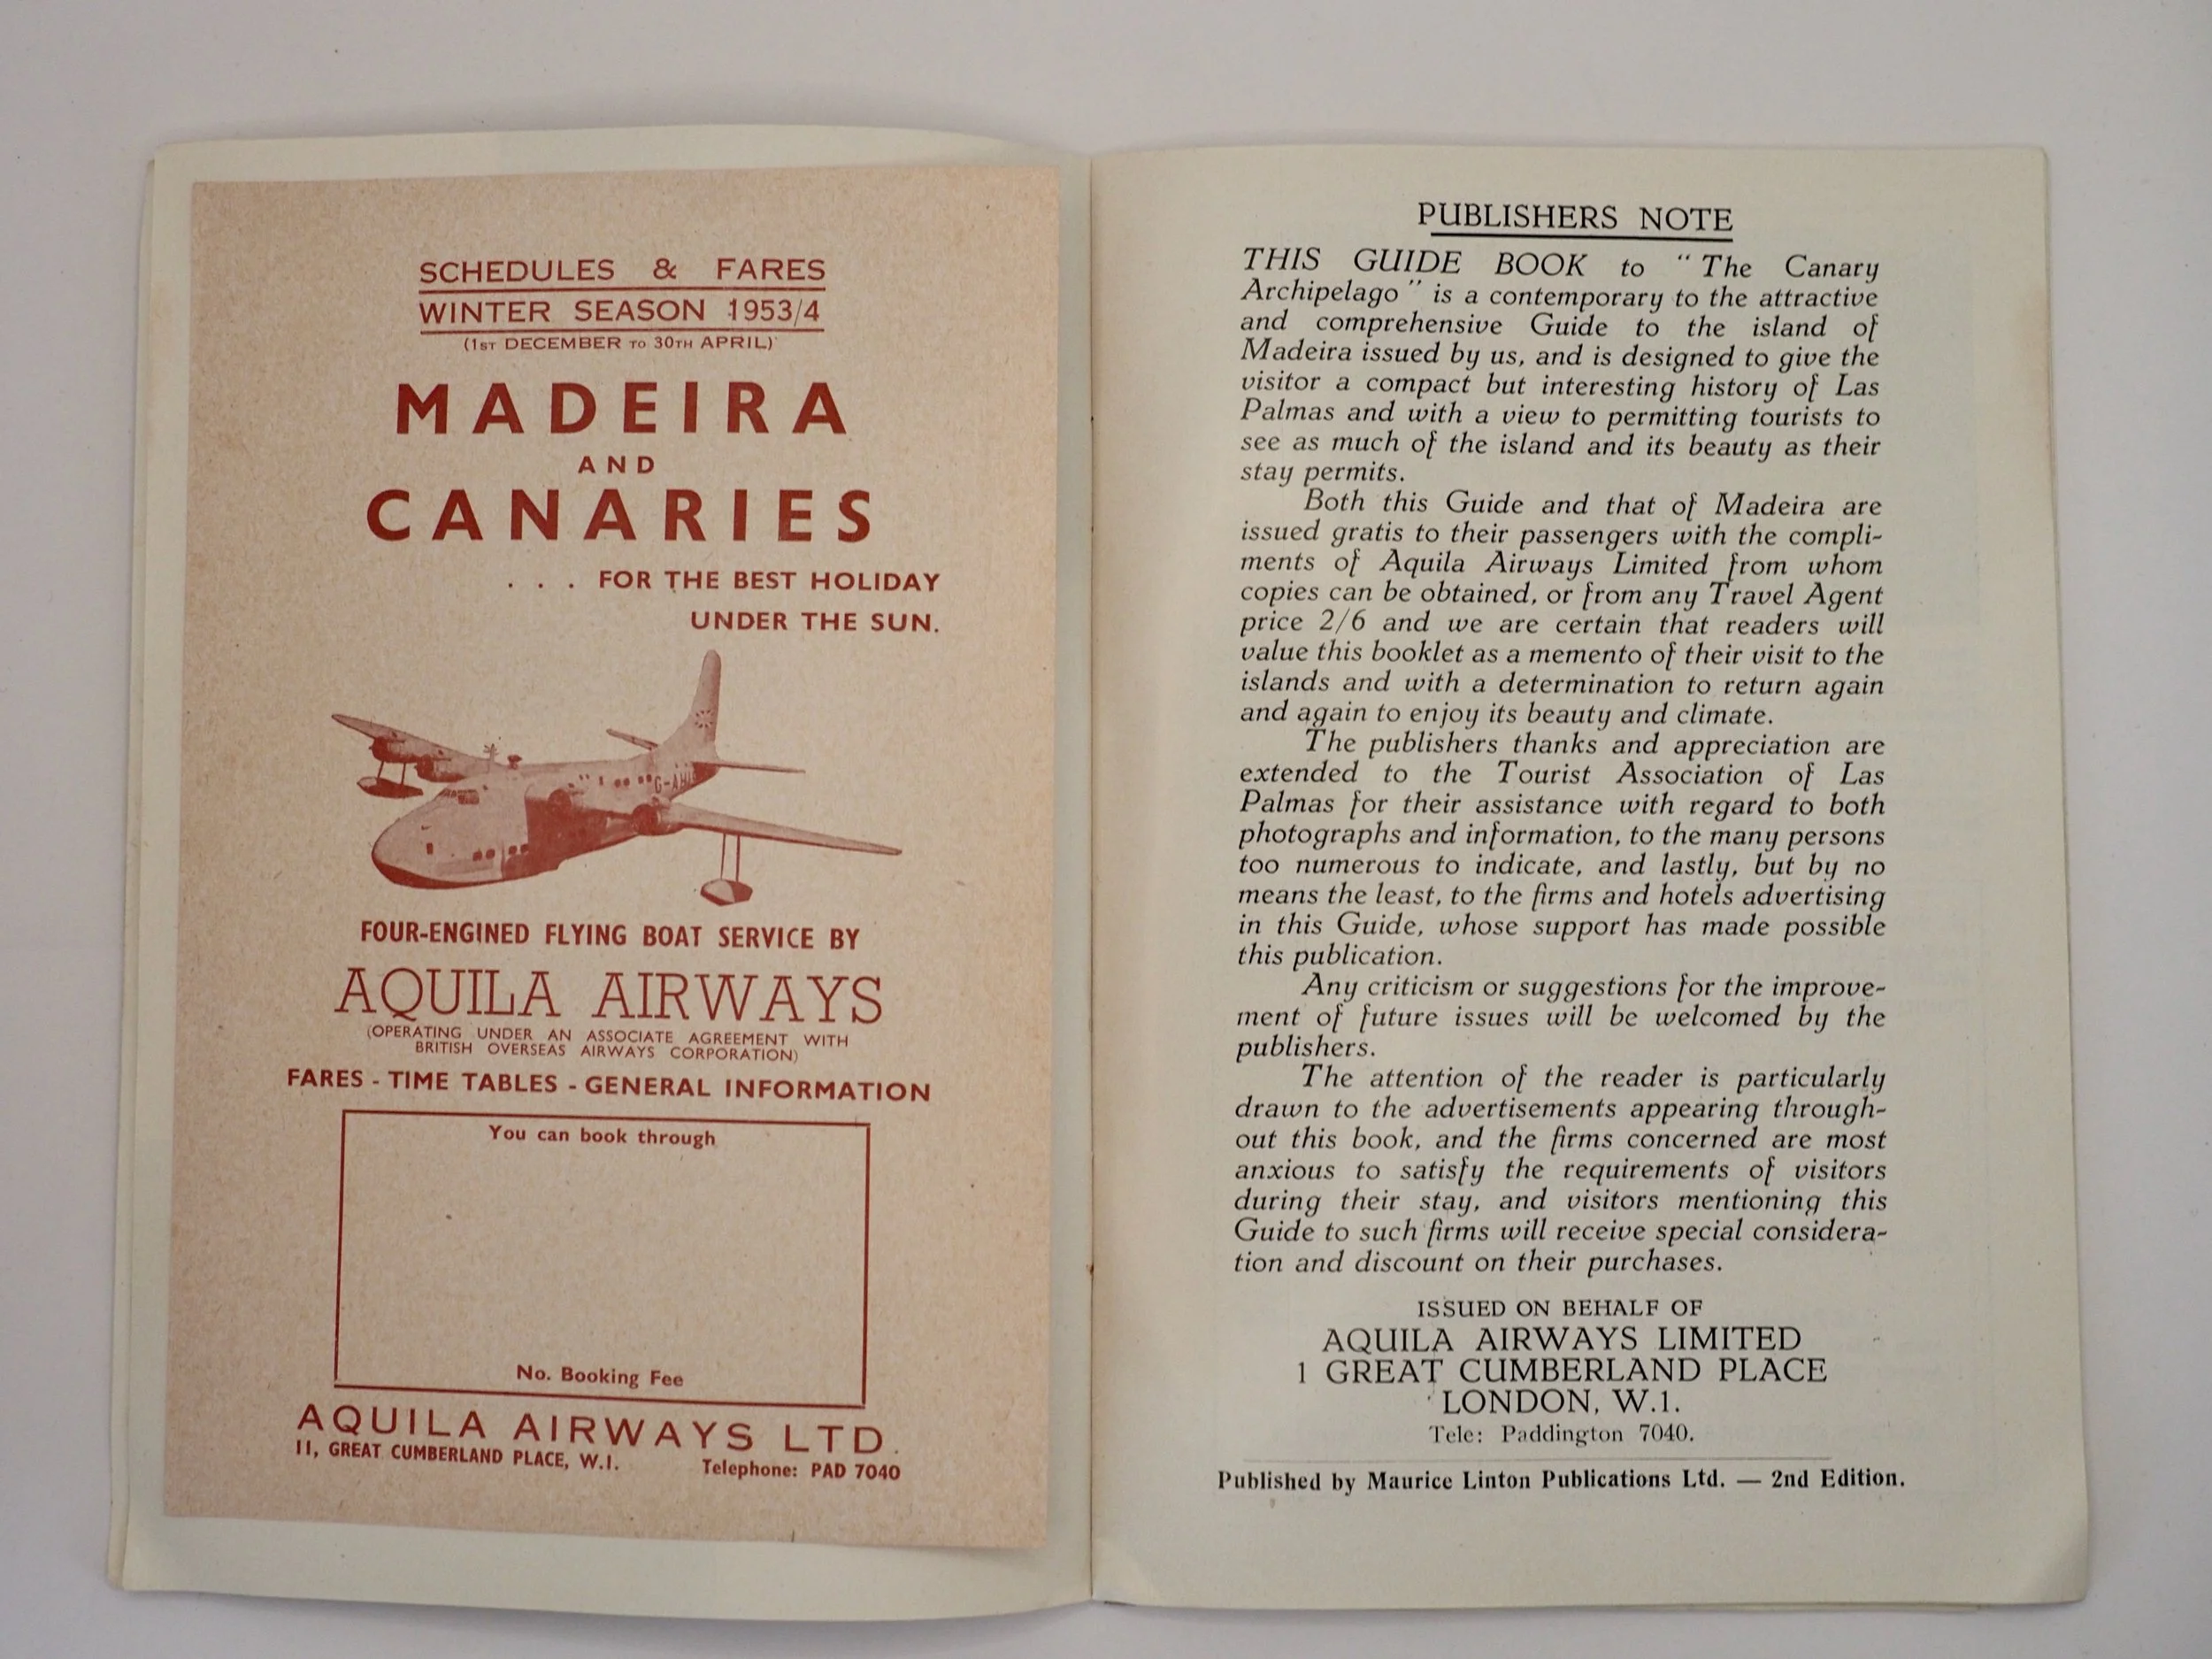 SCHEDULES & FARES
WINTER SEASON 1953/4
(1ST DECEMBER TO 30TH APRIL)
MADEIRA
AND
CANARIES
. . . FOR THE BEST HOLIDAY
UNDER THE SUN.
FOUR-ENGINED FLYING BOAT SERVICE BY
AQUILA AIRWAYS
(OPERATING UNDER AN ASSOCIATE AGREEMENT WITH
BRITISH OVERSEAS AIRWAYS CORPORATION)
FARES - TIME TABLES - GENERAL INFORMATION
You can book through
No. Booking Fee
AQUILA AIRWAYS LTD.
11, GREAT CUMBERLAND PLACE, W.1. Telephone: PAD 7040
PUBLISHERS NOTE
THIS GUIDE BOOK to "The Canary
Archipelago" is a contemporary to the attractive
and comprehensive Guide to the island of
Madeira issued by us, and is designed to give the
visitor a compact but interesting history of Las
Palmas and with a view to permitting tourists to
see as much of the island and its beauty as their
stay permits.
Both this Guide and that of Madeira are
issued gratis to their passengers with the compli-
ments of Aquila Airways Limited from whom
copies can be obtained, or from any Travel Agent
price 2/6 and we are certain that readers will
value this booklet as a memento of their visit to the
islands and with a determination to return again
and again to enjoy its beauty and climate.
The publishers thanks and appreciation are
extended to the Tourist Association of Las
Palmas for their assistance with regard to both
photographs and information, to the many persons
too numerous to indicate, and lastly, but by no
means the least, to the firms and hotels advertising
in this Guide, whose support has made possible
this publication.
Any criticism or suggestions for the improve-
ment of future issues will be welcomed by the
publishers.
The attention of the reader is particularly
drawn to the advertisements appearing through-
out this book, and the firms concerned are most
anxious to satisfy the requirements of visitors
during their stay, and visitors mentioning this
Guide to such firms will receive special considera-
tion and discount on their purchases.
ISSUED ON BEHALF OF
AQUILA AIRWAYS LIMITED
1 GREAT CUMBERLAND PLACE
LONDON, W.1.
Tele: Paddington 7040.
Published by Maurice Linton Publications Ltd. — 2nd Edition.